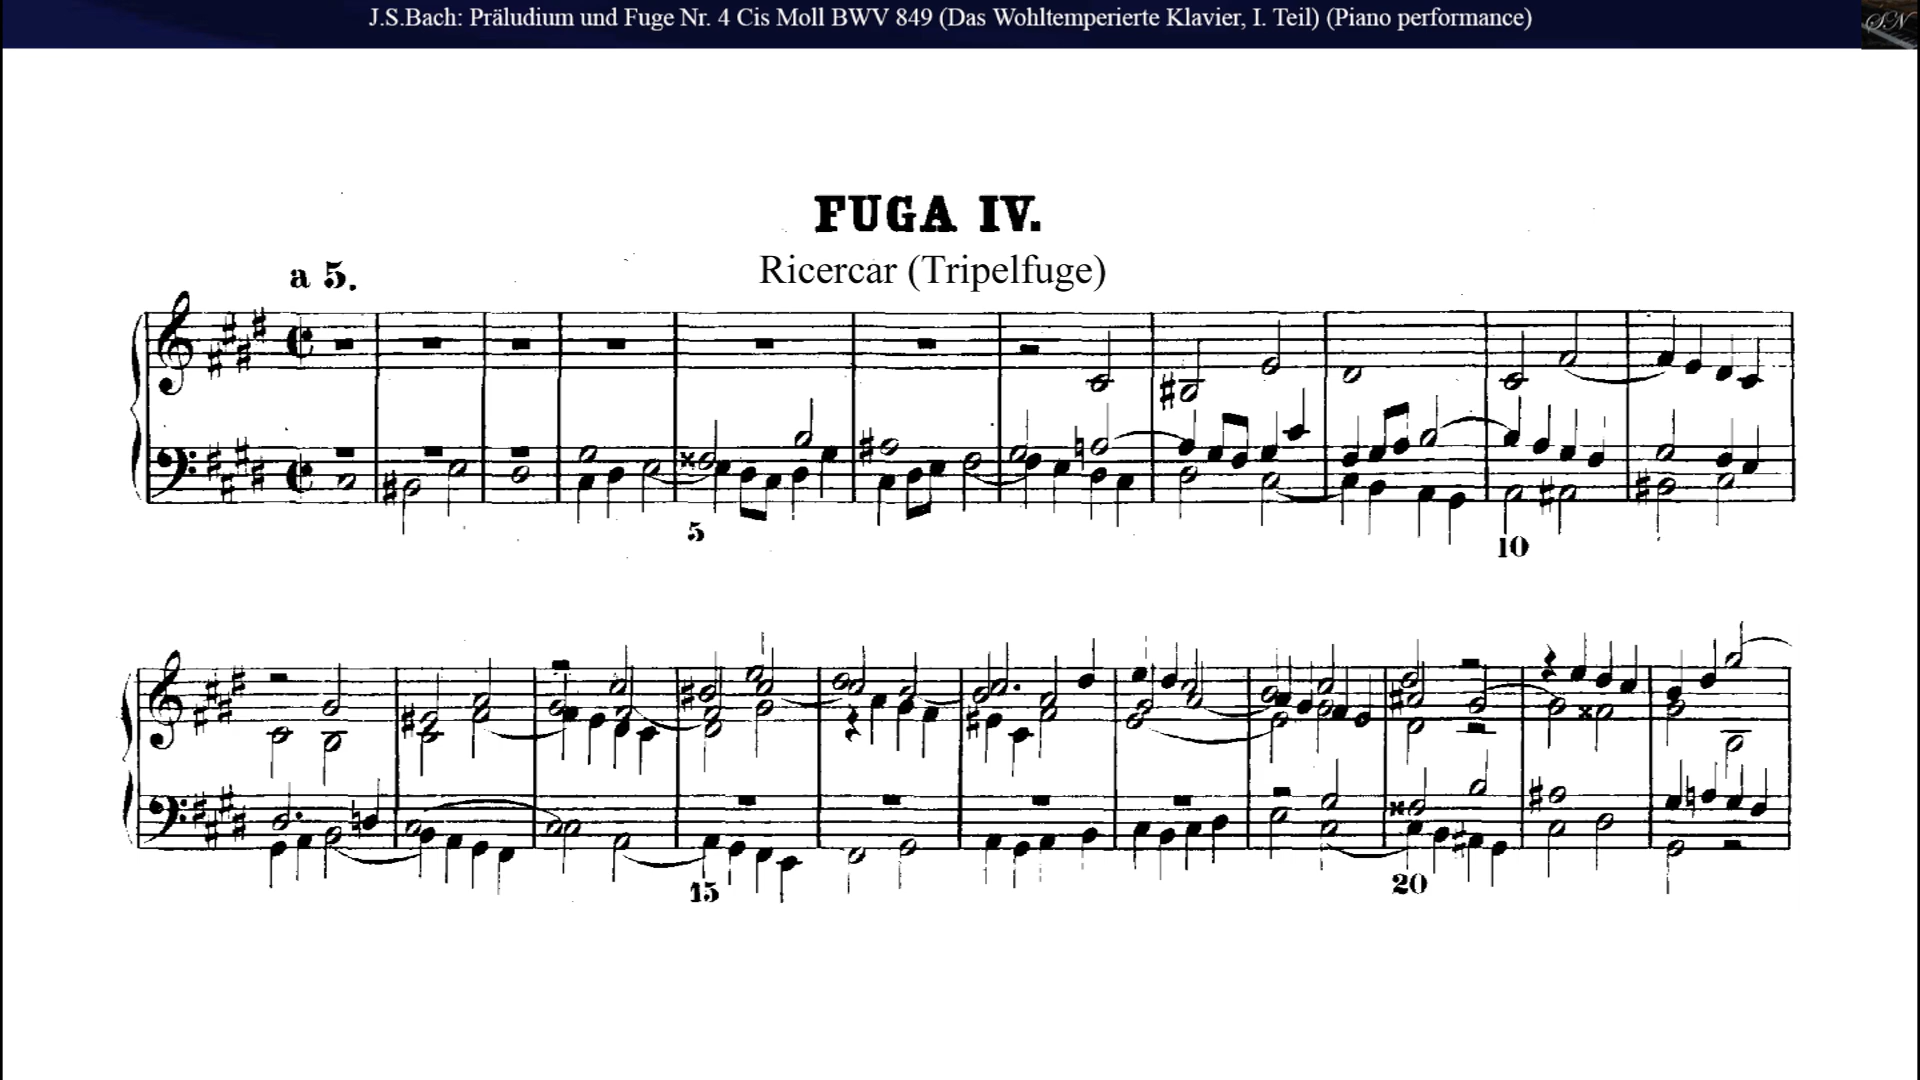 J.S.Bach: Präludium und Fuge Nr. 4 Cis Moll BWV 849 (Das Wohltemperierte Klavier, I. Teil) (Piano performance)
S.N
FUGA IV.
Ricercar (Tripelfuge)
a 5.
5
10
15
20